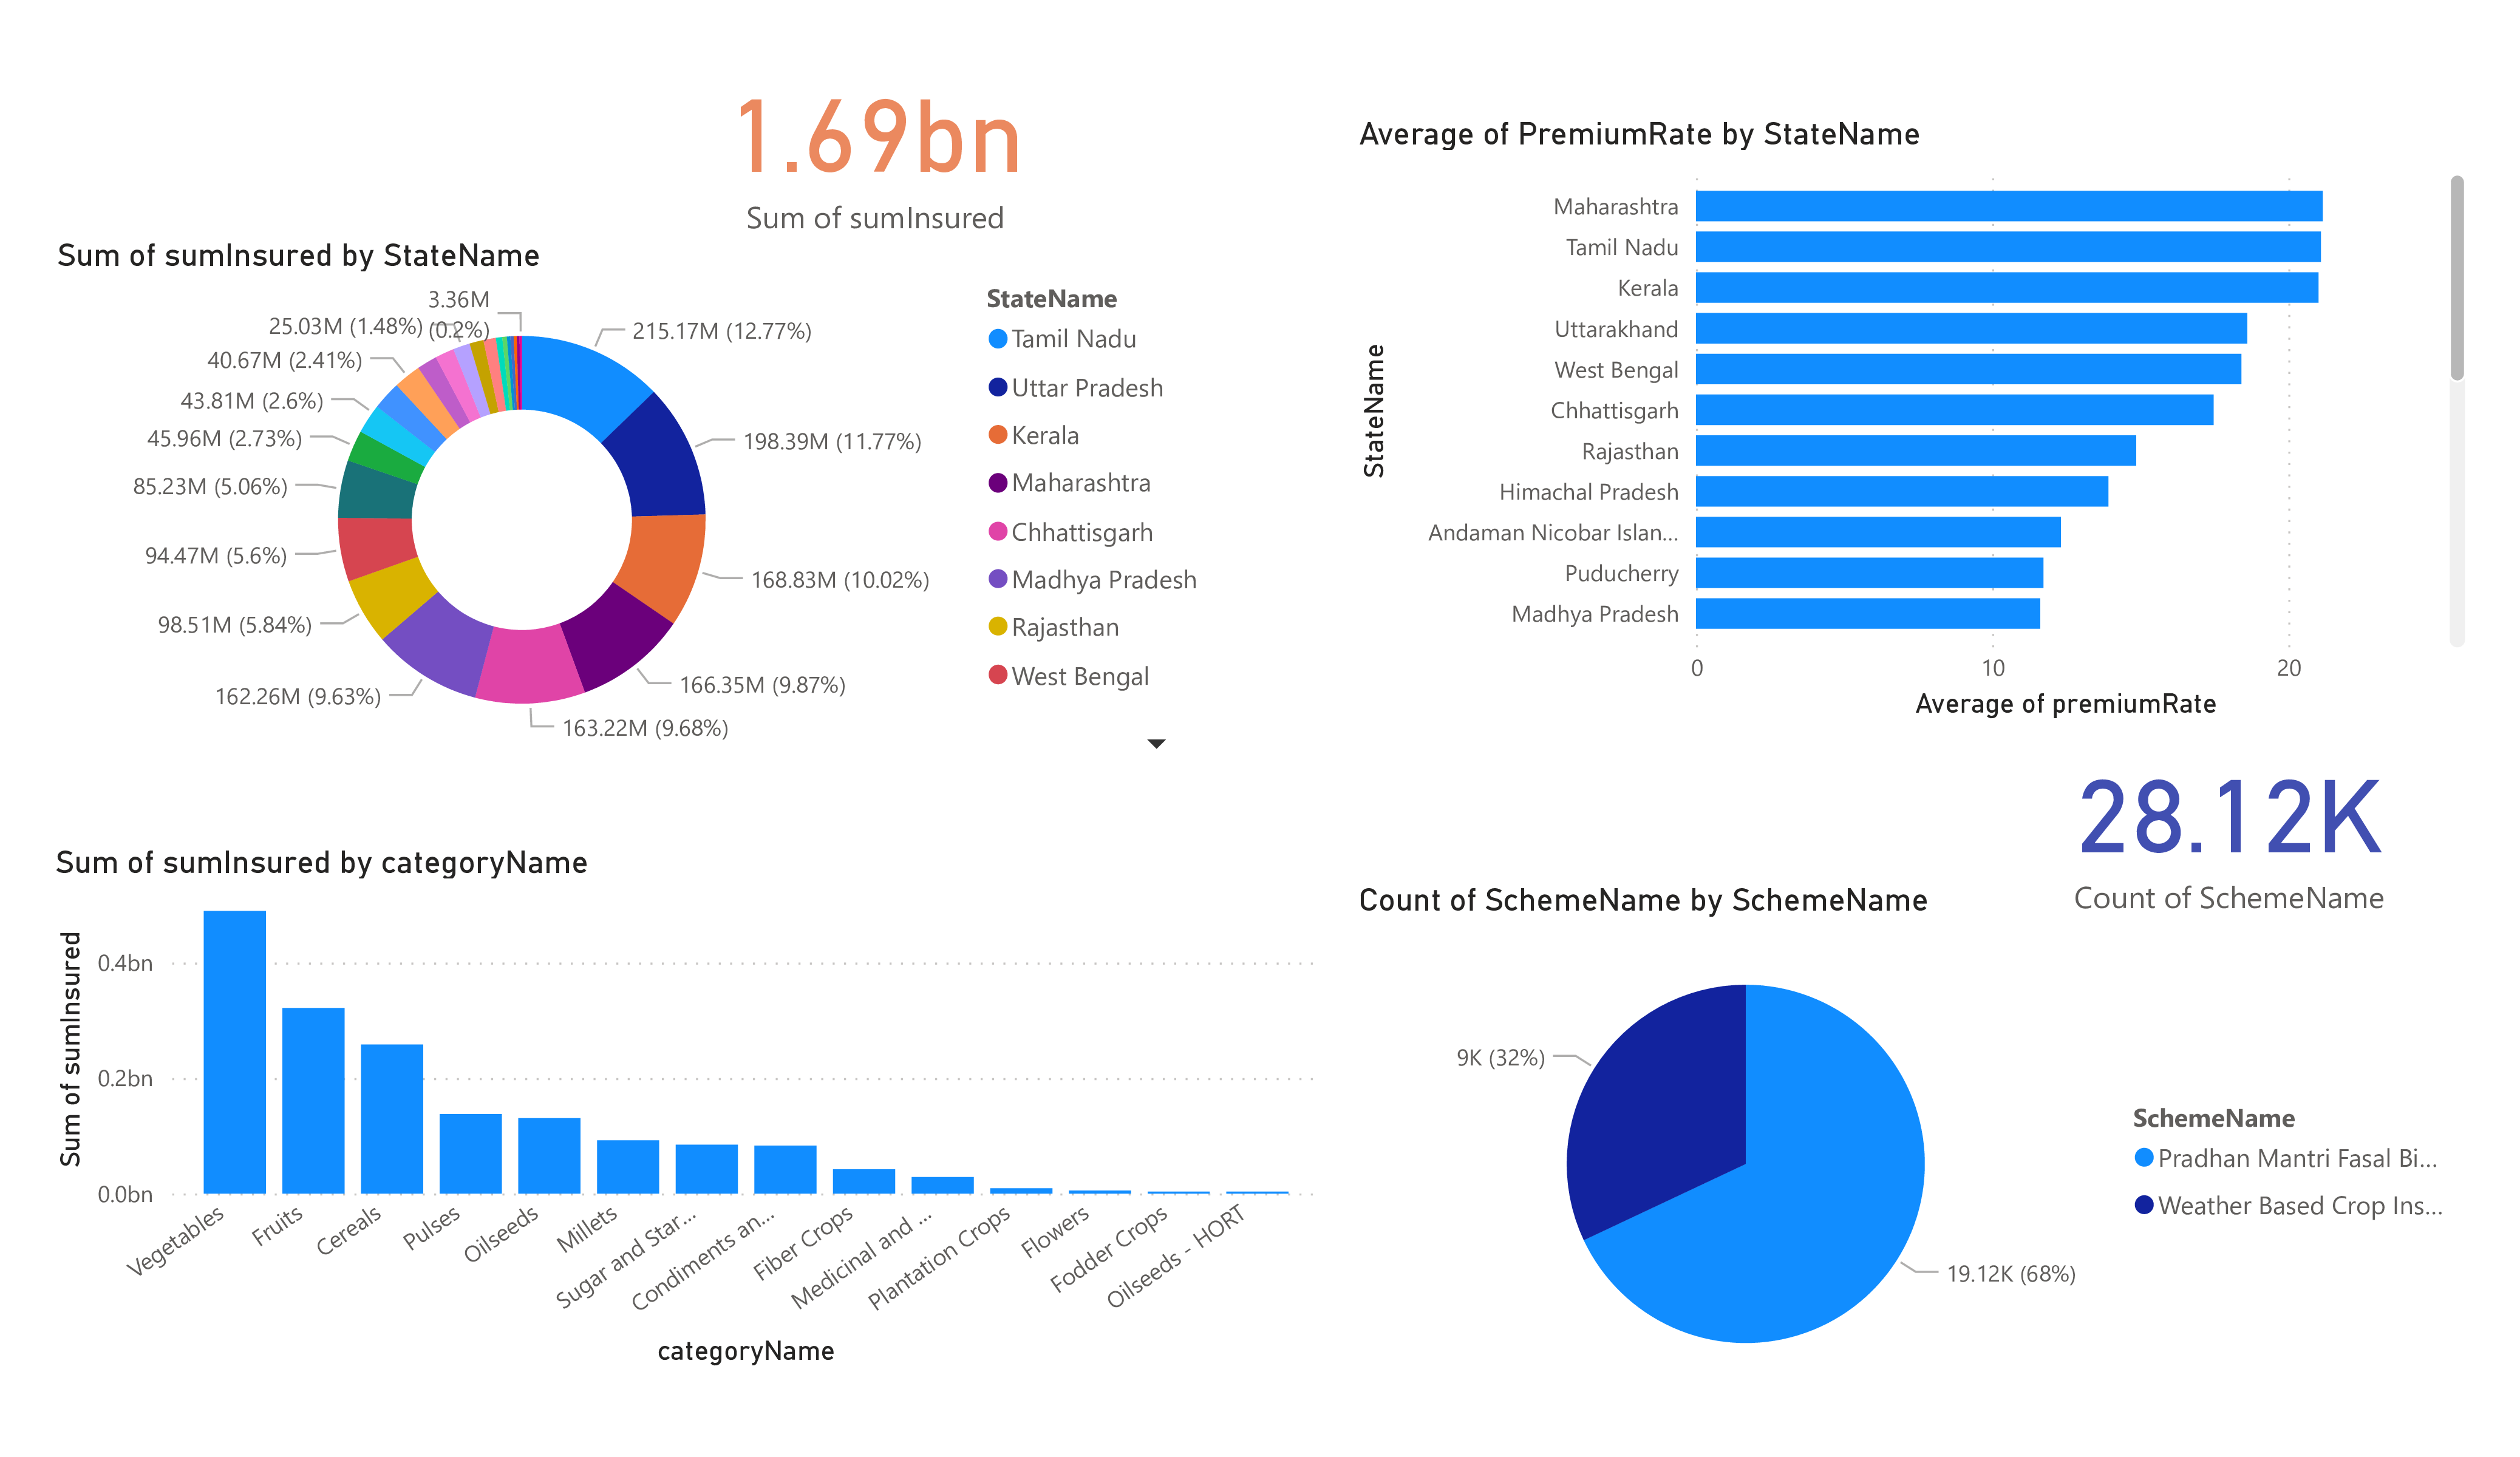 1.69bn
Sum of sumInsured
Sum of sumInsured by StateName
3.36M
(0.2%)
25.03M (1.48%)
40.67M (2.41%)
43.81M (2.6%)
45.96M (2.73%)
85.23M (5.06%)
94.47M (5.6%)
98.51M (5.84%)
162.26M (9.63%)
163.22M (9.68%)
166.35M (9.87%)
168.83M (10.02%)
198.39M (11.77%)
215.17M (12.77%)
StateName
Tamil Nadu
Uttar Pradesh
Kerala
Maharashtra
Chhattisgarh
Madhya Pradesh
Rajasthan
West Bengal
Average of PremiumRate by StateName
StateName
Maharashtra
Tamil Nadu
Kerala
Uttarakhand
West Bengal
Chhattisgarh
Rajasthan
Himachal Pradesh
Andaman Nicobar Islan...
Puducherry
Madhya Pradesh
0 10 20
Average of premiumRate
Sum of sumInsured by categoryName
Sum of sumInsured
0.4bn
0.2bn
0.0bn
Vegetables
Fruits
Cereals
Pulses
Oilseeds
Millets
Sugar and Star...
Condiments an...
Fiber Crops
Medicinal and ...
Plantation Crops
Flowers
Fodder Crops
Oilseeds - HORT
categoryName
28.12K
Count of SchemeName
Count of SchemeName by SchemeName
9K (32%)
19.12K (68%)
SchemeName
Pradhan Mantri Fasal Bi...
Weather Based Crop Ins...